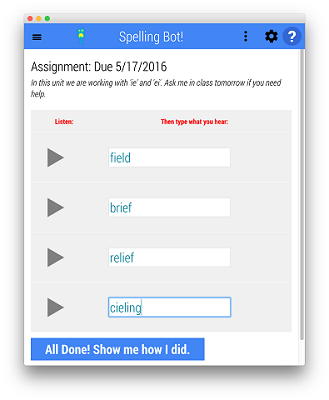 Spelling Bot!
?
Assignment: Due 5/17/2016
In this unit we are working with 'ie' and 'ei'. Ask me in class tomorrow if you need
help.
Listen: Then type what you hear:
field
brief
relief
cieling
All Done! Show me how I did.